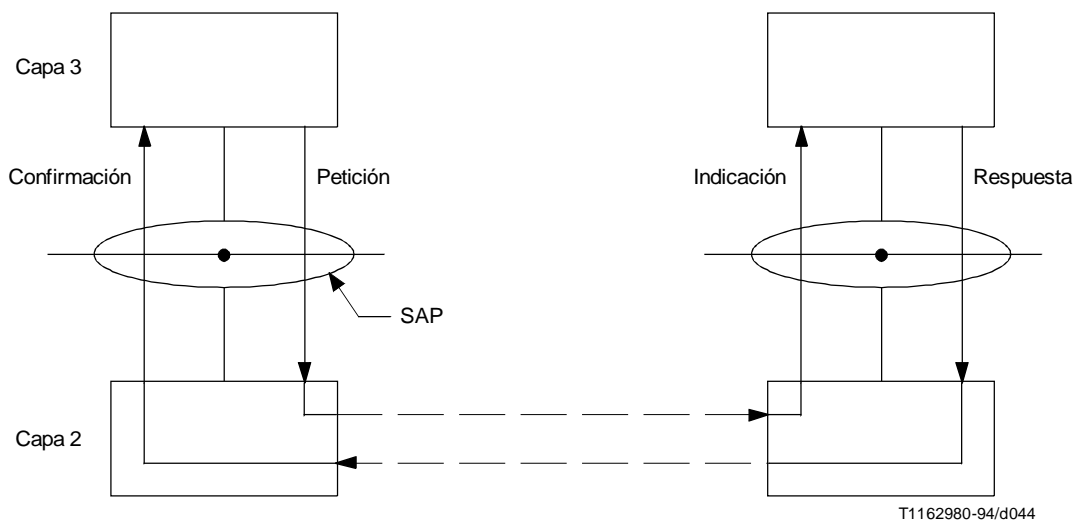 Capa 3
Confirmación
Petición
Indicación
Respuesta
SAP
Capa 2
T1162980-94/d044